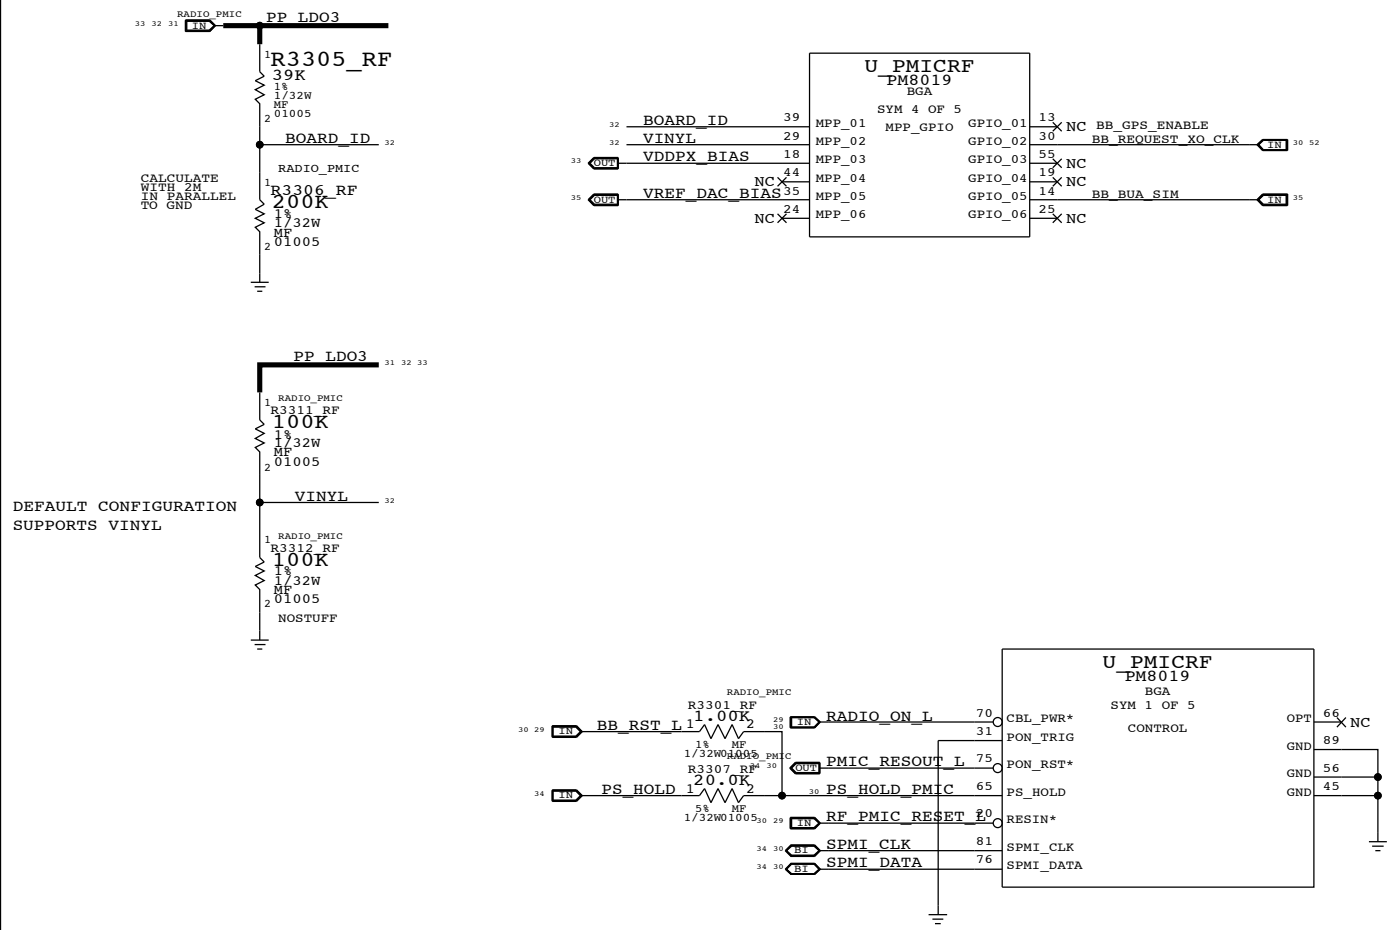 RADIO_PMIC
33 32 31 IN PP_LDO3
1
R3305_RF
39K
1%
1/32W
MF
01005
2
BOARD_ID 32
RADIO_PMIC
1
R3306_RF
200K
1%
1/32W
MF
01005
2
CALCULATE
WITH 2M
IN PARALLEL
TO GND
U_PMICRF
PM8019
BGA
SYM 4 OF 5
MPP_GPIO
32 BOARD_ID 39 MPP_01
32 VINYL 29 MPP_02
33 OUT VDDPX_BIAS 18 MPP_03
NC 44 MPP_04
35 OUT VREF_DAC_BIAS 35 MPP_05
NC 24 MPP_06
GPIO_01 13 NC BB_GPS_ENABLE
GPIO_02 30 BB_REQUEST_XO_CLK IN 30 52
GPIO_03 55 NC
GPIO_04 19 NC
GPIO_05 14 BB_BUA_SIM IN 35
GPIO_06 25 NC
PP_LDO3 31 32 33
RADIO_PMIC
1
R3311_RF
100K
1%
1/32W
MF
01005
2
VINYL 32
DEFAULT CONFIGURATION
SUPPORTS VINYL
RADIO_PMIC
1
R3312_RF
100K
1%
1/32W
MF
01005
2
NOSTUFF
U_PMICRF
PM8019
BGA
SYM 1 OF 5
CONTROL
RADIO_PMIC
R3301_RF
1.00K
30 29 IN BB_RST_L 1 2
1% MF
1/32W 01005
RADIO_PMIC
R3307_RF
20.0K
34 IN PS_HOLD 1 2
5% MF
1/32W 01005
29
30 IN RADIO_ON_L 70 CBL_PWR*
31 PON_TRIG
34 30 OUT PMIC_RESOUT_L 75 PON_RST*
30 PS_HOLD_PMIC 65 PS_HOLD
30 29 IN RF_PMIC_RESET_L 20 RESIN*
34 30 BI SPMI_CLK 81 SPMI_CLK
34 30 BI SPMI_DATA 76 SPMI_DATA
OPT 66 NC
GND 89
GND 56
GND 45